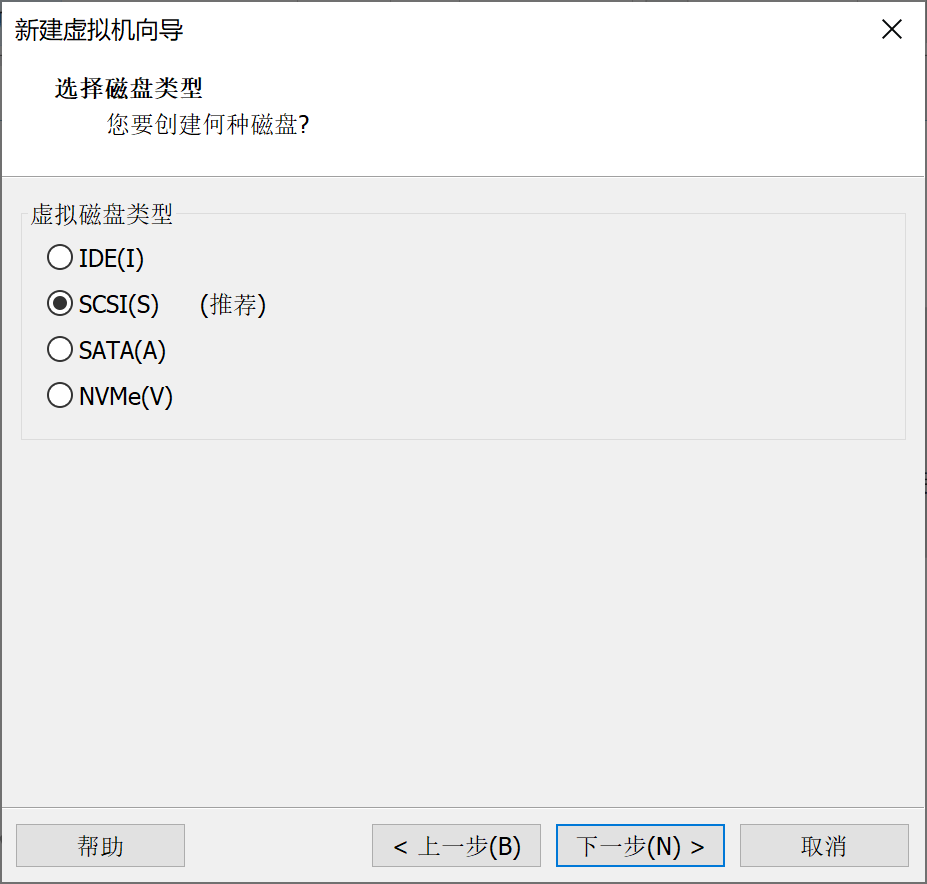 新建虚拟机向导
选择磁盘类型
您要创建何种磁盘?
虚拟磁盘类型
IDE(I)
SCSI(S) (推荐)
SATA(A)
NVMe(V)
帮助 < 上一步(B) 下一步(N) > 取消